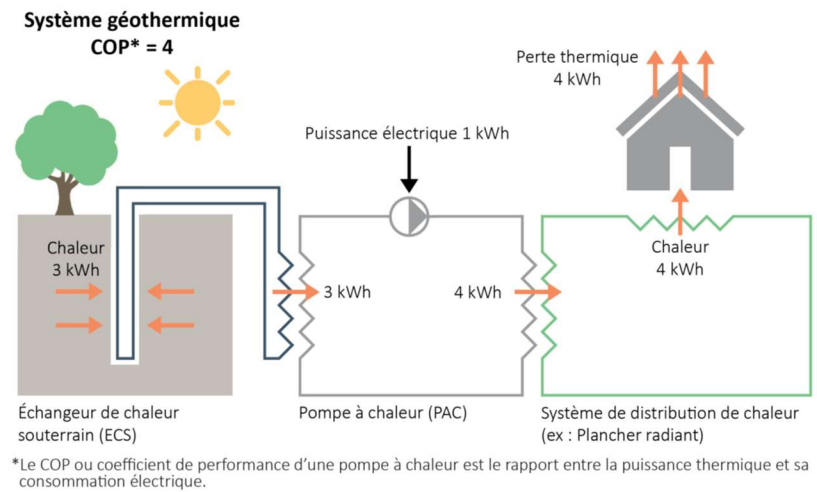 Système géothermique
COP* = 4
Perte thermique
4 kWh
Puissance électrique 1 kWh
Chaleur
3 kWh
3 kWh
4 kWh
Chaleur
4 kWh
Échangeur de chaleur
souterrain (ECS)
Pompe à chaleur (PAC)
Système de distribution de chaleur
(ex : Plancher radiant)
*Le COP ou coefficient de performance d'une pompe à chaleur est le rapport entre la puissance thermique et sa
consommation électrique.